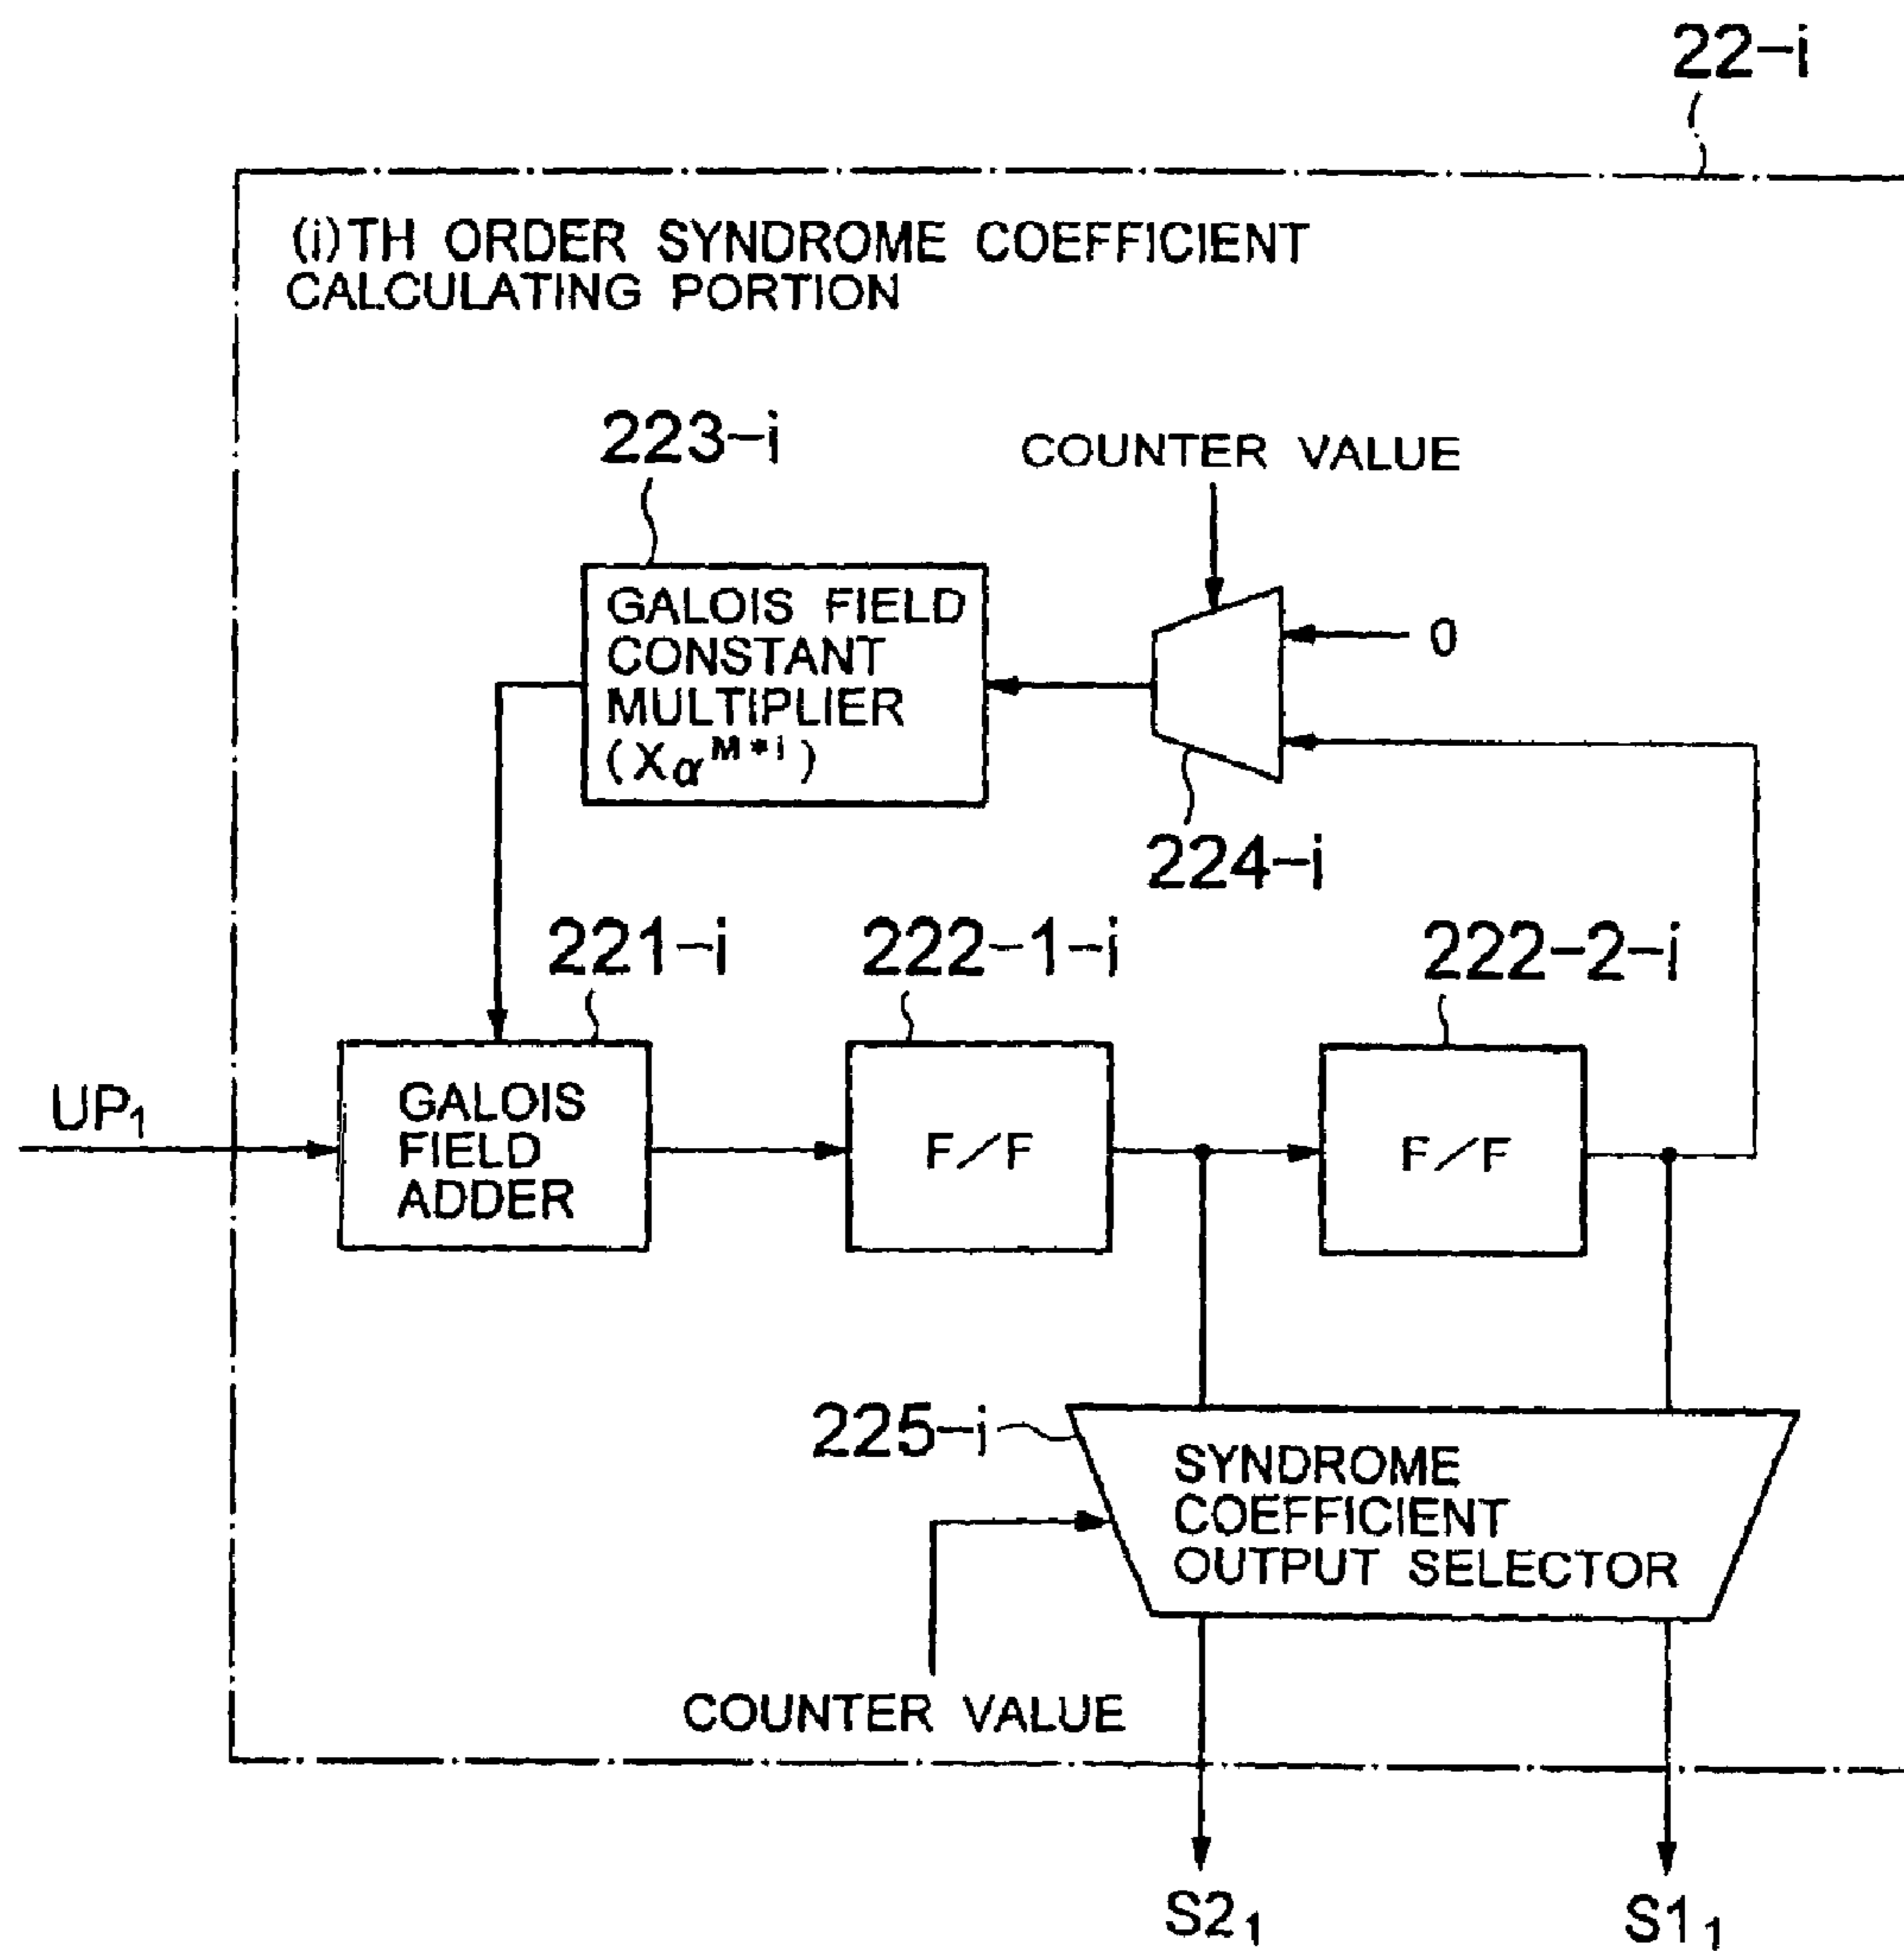 22-i
(i)TH ORDER SYNDROME COEFFICIENT
CALCULATING PORTION
223-i
COUNTER VALUE
GALOIS FIELD
CONSTANT
MULTIPLIER
(Xα^M*i)
0
224-i
221-i
222-1-i
222-2-i
UP₁
GALOIS
FIELD
ADDER
F/F
F/F
225-i
SYNDROME
COEFFICIENT
OUTPUT SELECTOR
COUNTER VALUE
S2₁
S1₁